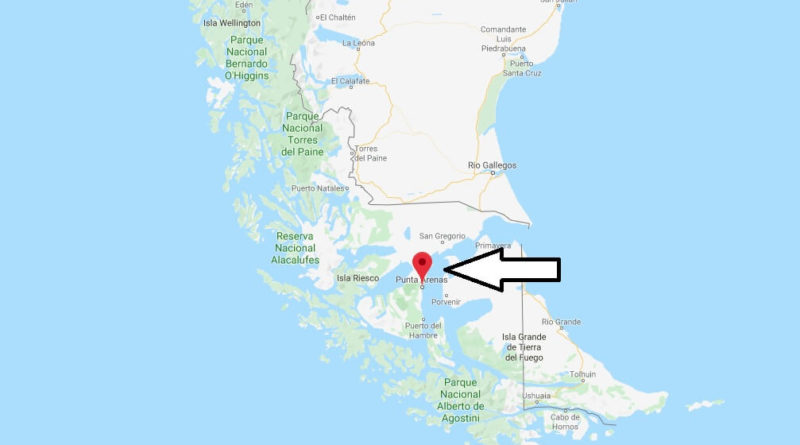 San Julián
Edén
El Chaltén
Isla Wellington
Comandante
Luis
Piedrabuena
Parque
Nacional
Bernardo
O'Higgins
La Leona
Puerto
Santa Cruz
El Calafate
Parque
Nacional
Torres
del Paine
Torres
del Paine
Rio Gallegos
Puerto Natales
Reserva
Nacional
Alacalufes
San Gregorio
Primavera
Isla Riesco
Punta Arenas
Porvenir
Puerto del
Hambre
Rio Grande
Isla Grande
de Tierra
del Fuego
Tolhuin
Parque
Nacional
Alberto de
Agostini
Ushuaia
Cabo de
Hornos